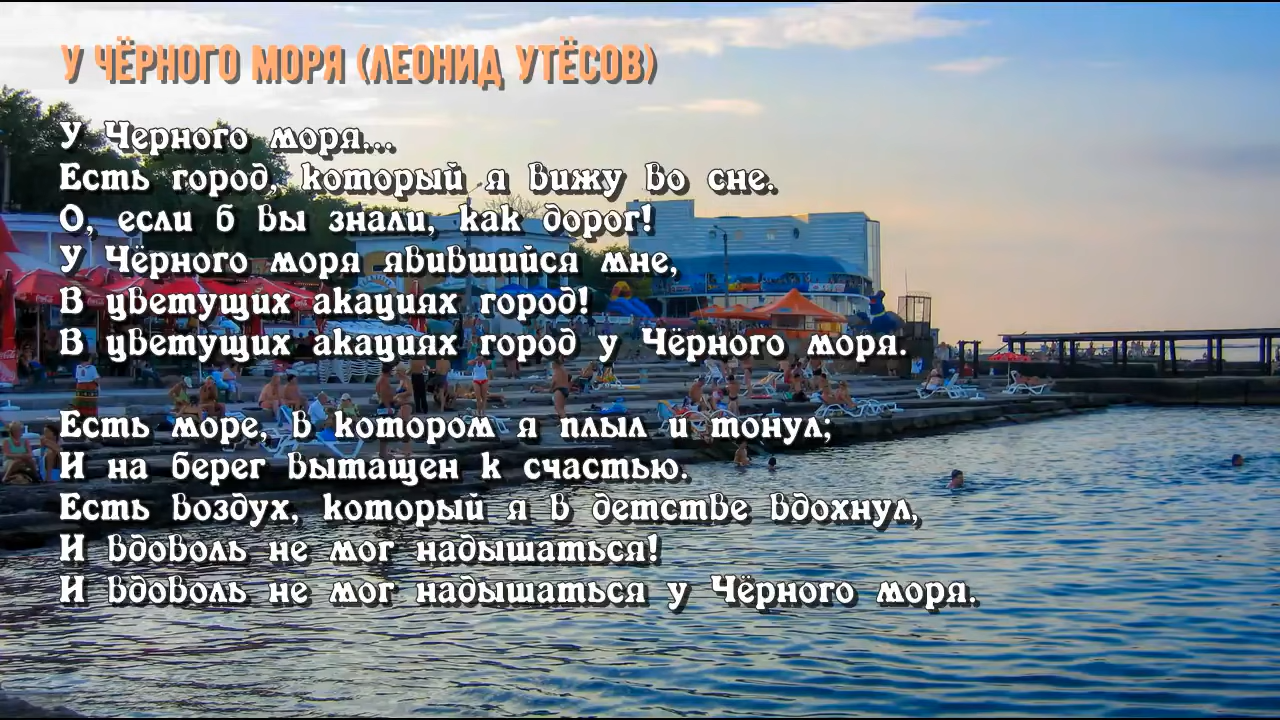 У ЧЁРНОГО МОРЯ (ЛЕОНИД УТЁСОВ)
У Черного моря...
Есть город, который я вижу во сне.
О, если б вы знали, как дорог!
У Чёрного моря явившийся мне,
В цветущих акациях город!
В цветущих акациях город у Чёрного моря.
Есть море, в котором я плыл и тонул;
И на берег вытащен к счастью.
Есть воздух, который я в детстве вдохнул,
И вдоволь не мог надышаться!
И вдоволь не мог надышаться у Чёрного моря.